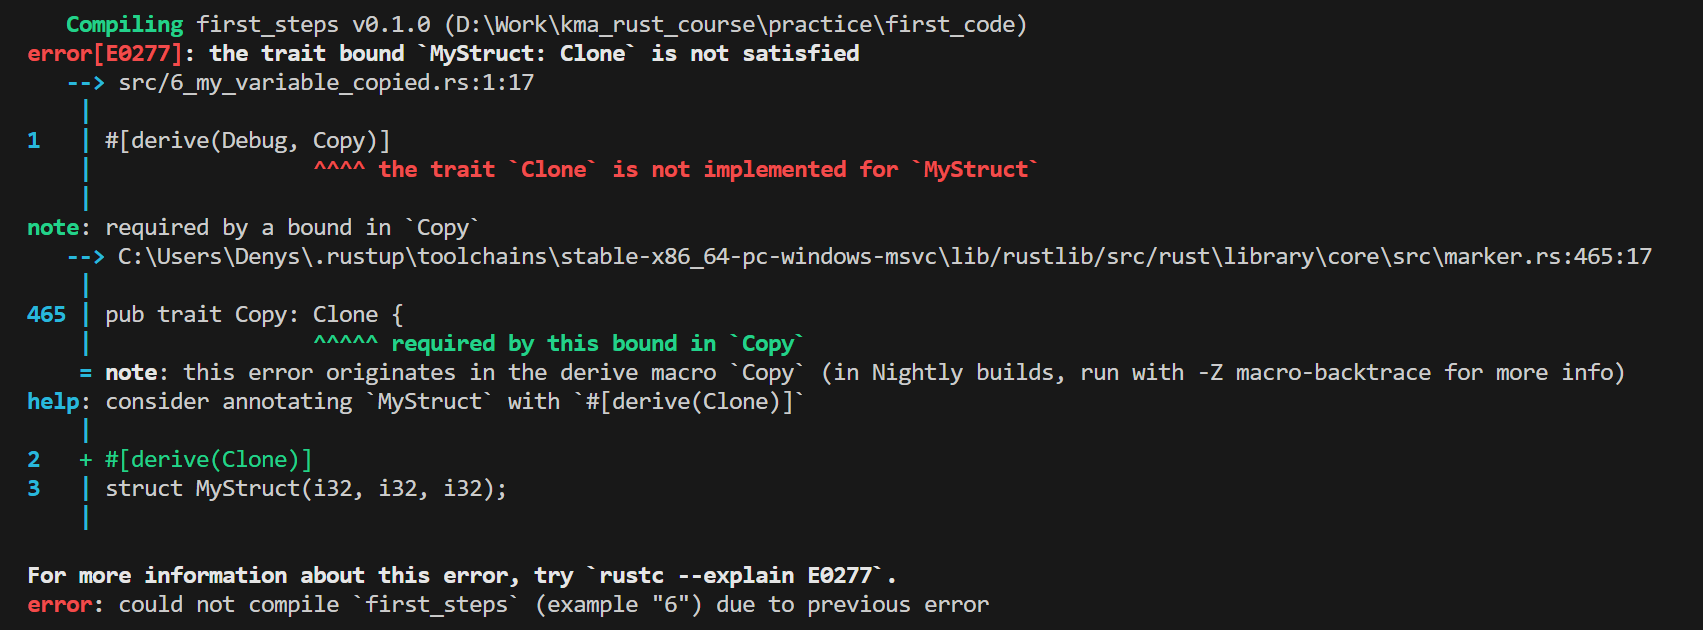 Compiling first_steps v0.1.0 (D:\Work\kma_rust_course\practice\first_code)
error[E0277]: the trait bound `MyStruct: Clone` is not satisfied
--> src/6_my_variable_copied.rs:1:17
|
1 | #[derive(Debug, Copy)]
| ^^^^ the trait `Clone` is not implemented for `MyStruct`
|
note: required by a bound in `Copy`
--> C:\Users\Denys\.rustup\toolchains\stable-x86_64-pc-windows-msvc\lib/rustlib/src/rust\library\core\src\marker.rs:465:17
|
465 | pub trait Copy: Clone {
| ^^^^^ required by this bound in `Copy`
= note: this error originates in the derive macro `Copy` (in Nightly builds, run with -Z macro-backtrace for more info)
help: consider annotating `MyStruct` with `#[derive(Clone)]`
|
2 + #[derive(Clone)]
3 | struct MyStruct(i32, i32, i32);
|
For more information about this error, try `rustc --explain E0277`.
error: could not compile `first_steps` (example "6") due to previous error